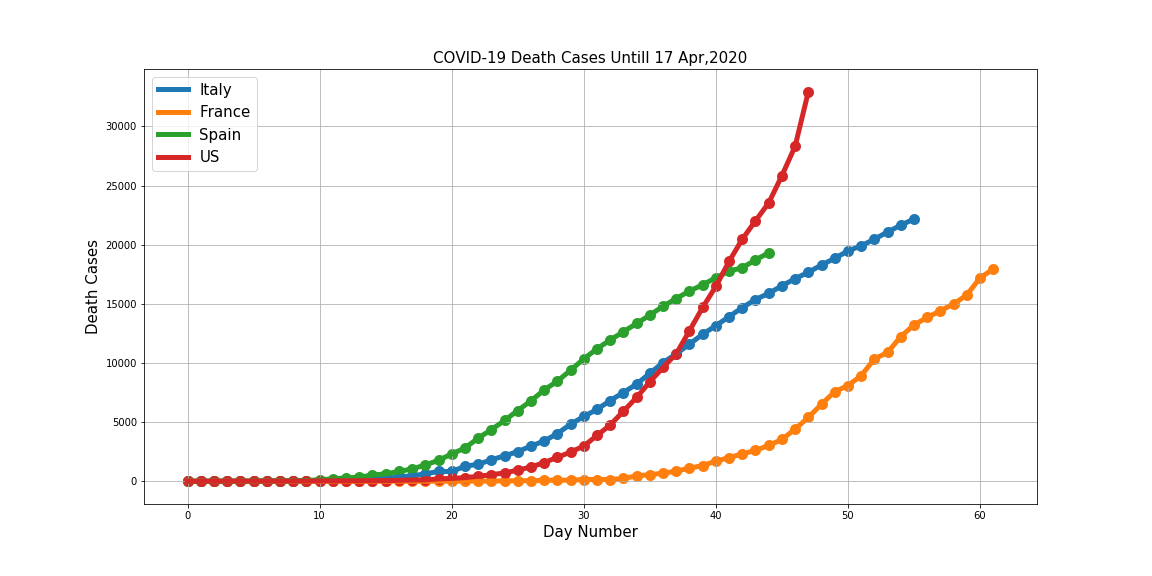 COVID-19 Death Cases Untill 17 Apr,2020
Italy
France
Spain
US
Death Cases
30000
25000
20000
15000
10000
5000
0
0 10 20 30 40 50 60
Day Number